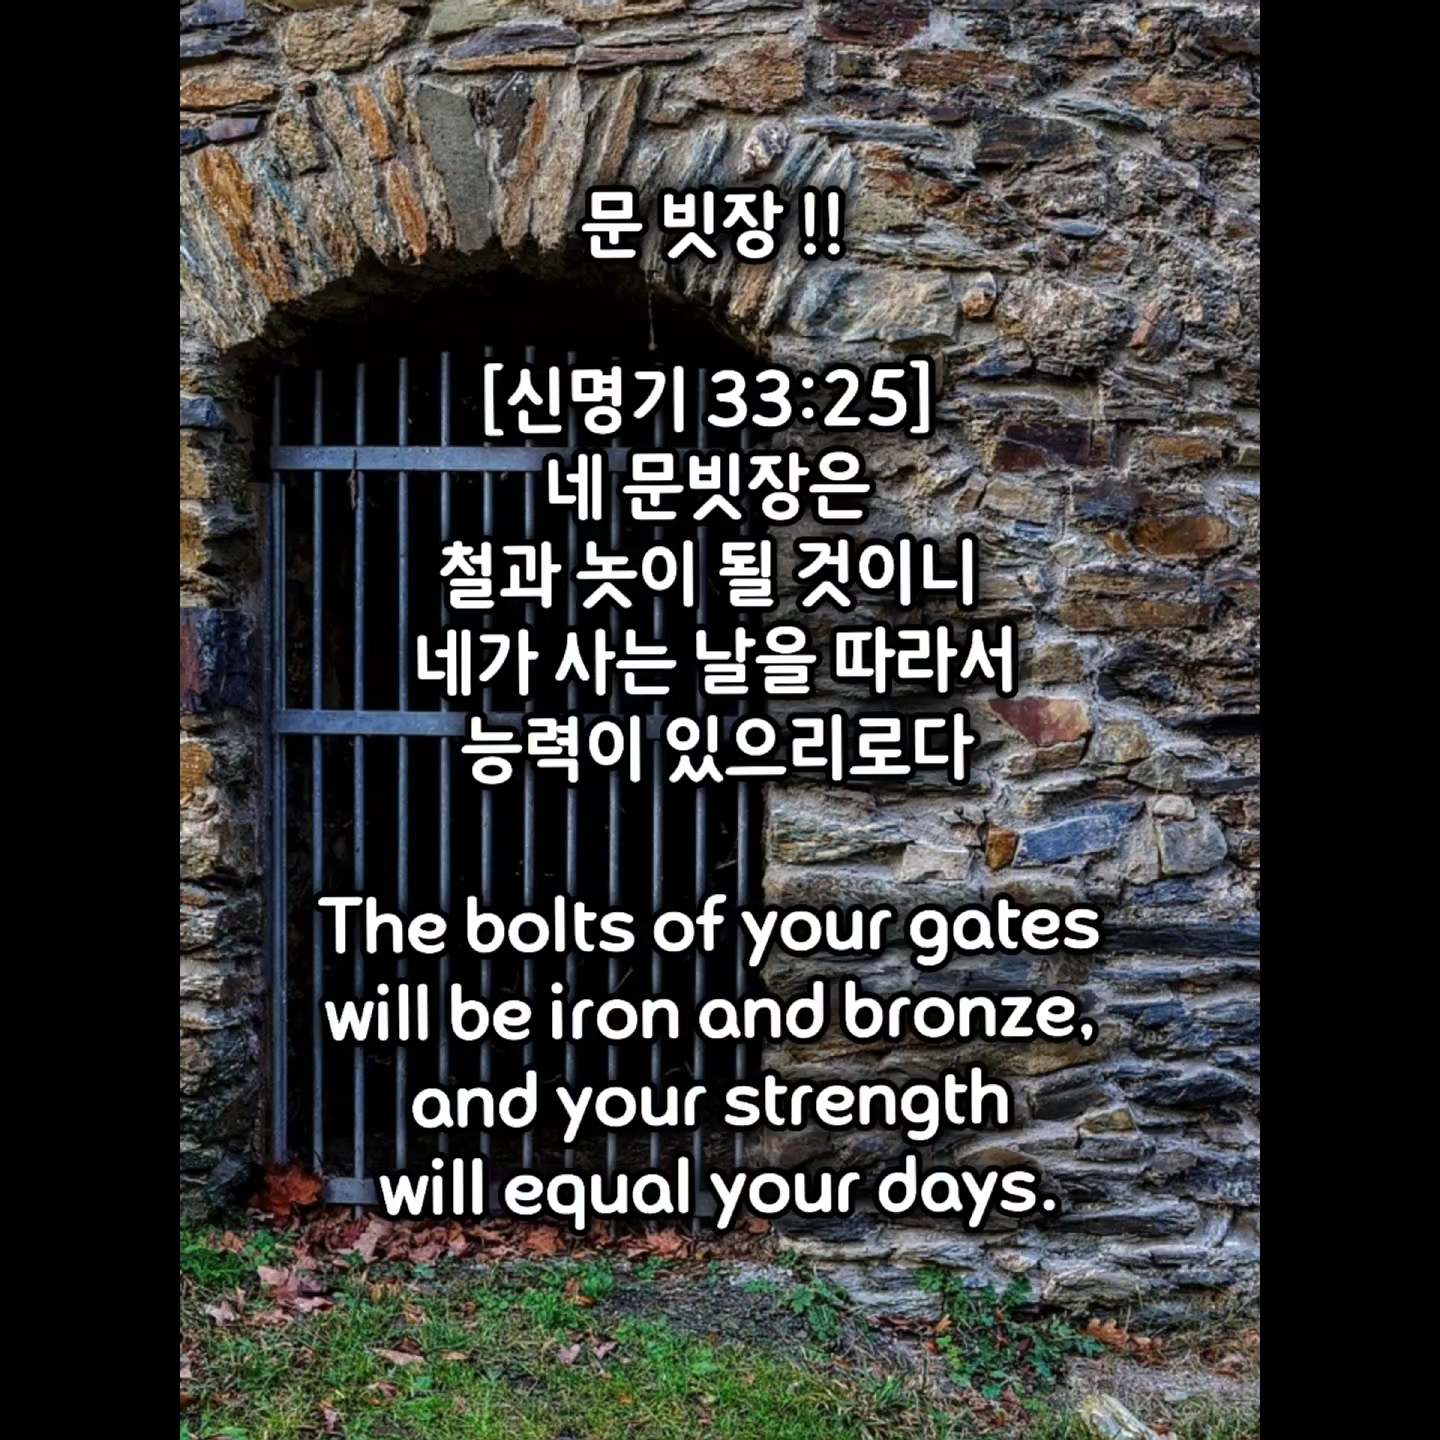 문 빗장 !!
[신명기 33:25]
네 문빗장은
철과 놋이 될 것이니
네가 사는 날을 따라서
능력이 있으리로다
The bolts of your gates
will be iron and bronze,
and your strength
will equal your days.